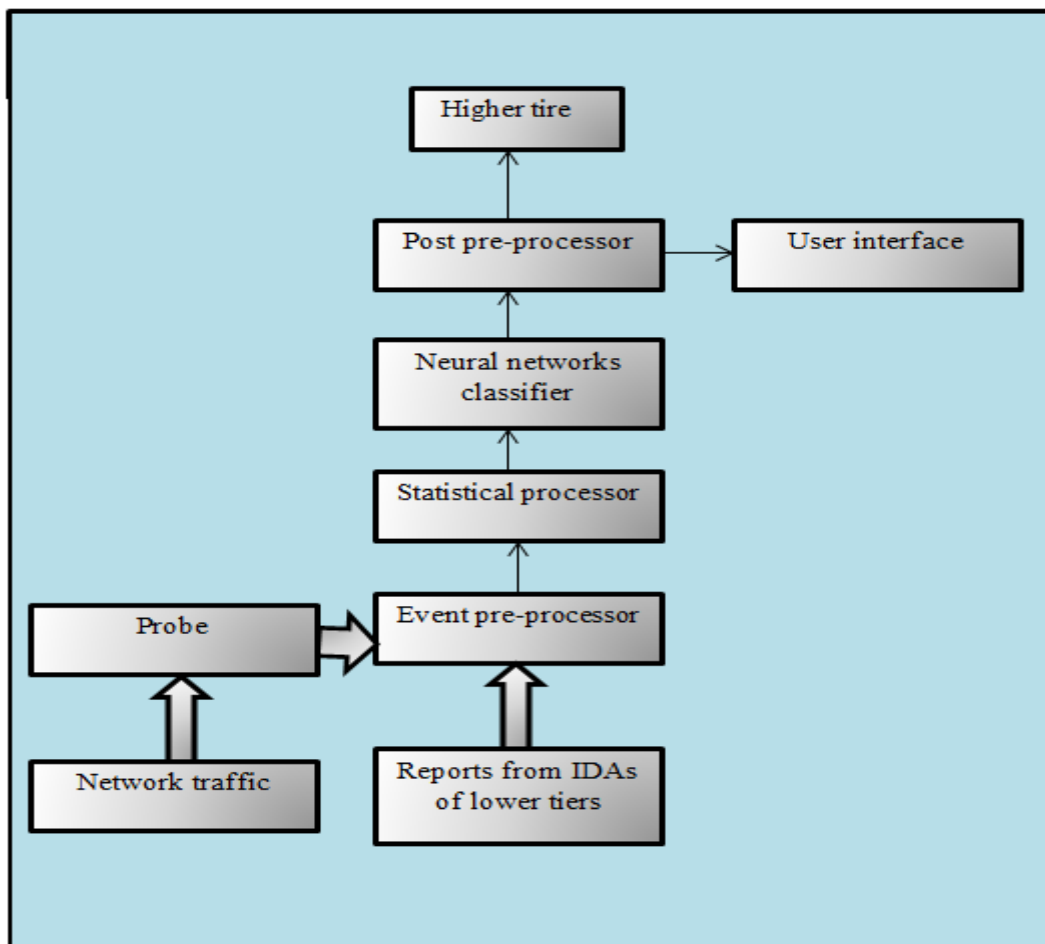 Higher tire
Post pre-processor
User interface
Neural networks
classifier
Statistical processor
Probe
Event pre-processor
Network traffic
Reports from IDAs
of lower tiers